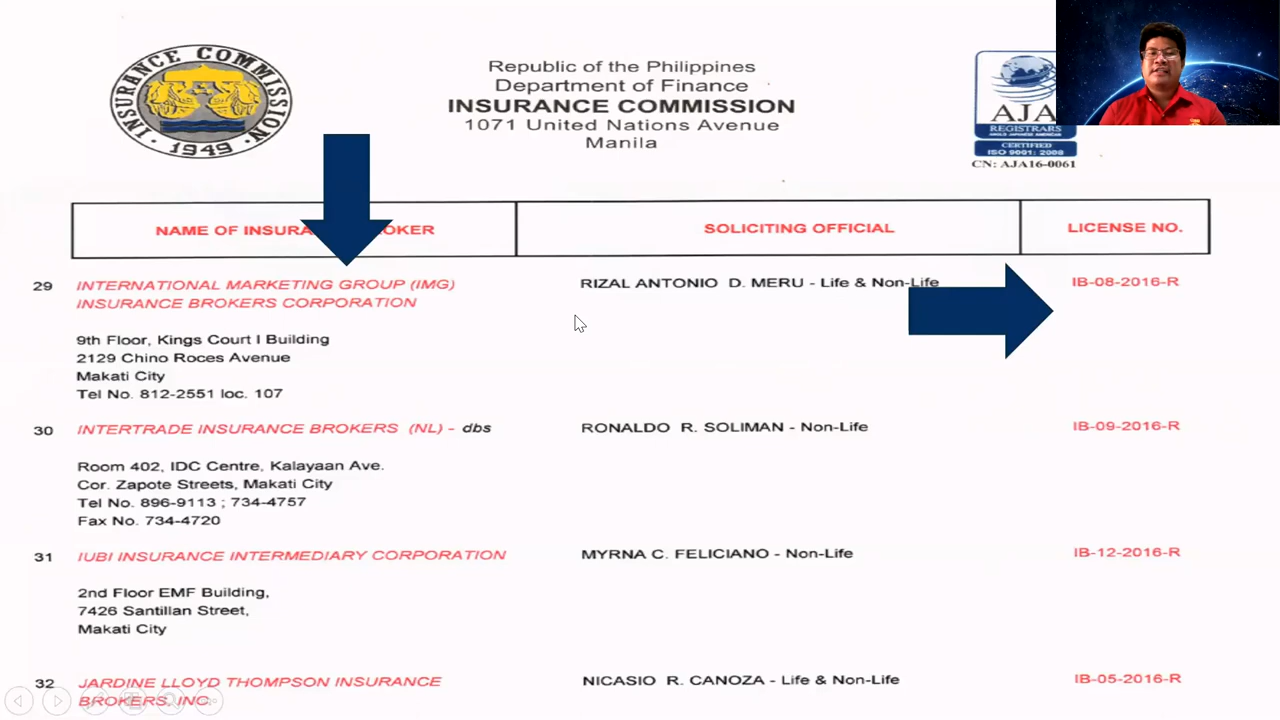 INSURANCE COMMISSION
1949
Republic of the Philippines
Department of Finance
INSURANCE COMMISSION
1071 United Nations Avenue
Manila
AJA
REGISTRARS
ANGLO JAPANESE AMERICAN
CERTIFIED
ISO 9001: 2008
CN: AJA16-0061
NAME OF INSURA OKER SOLICITING OFFICIAL LICENSE NO.
29 INTERNATIONAL MARKETING GROUP (IMG) RIZAL ANTONIO D. MERU - Life & Non-Life IB-08-2016-R
INSURANCE BROKERS CORPORATION
9th Floor, Kings Court I Building
2129 Chino Roces Avenue
Makati City
Tel No. 812-2551 loc. 107
30 INTERTRADE INSURANCE BROKERS (NL) - dbs RONALDO R. SOLIMAN - Non-Life IB-09-2016-R
Room 402, IDC Centre, Kalayaan Ave.
Cor. Zapote Streets, Makati City
Tel No. 896-9113 ; 734-4757
Fax No. 734-4720
31 IUBI INSURANCE INTERMEDIARY CORPORATION MYRNA C. FELICIANO - Non-Life IB-12-2016-R
2nd Floor EMF Building,
7426 Santillan Street,
Makati City
32 JARDINE LLOYD THOMPSON INSURANCE NICASIO R. CANOZA - Life & Non-Life IB-05-2016-R
BROKERS, INC.